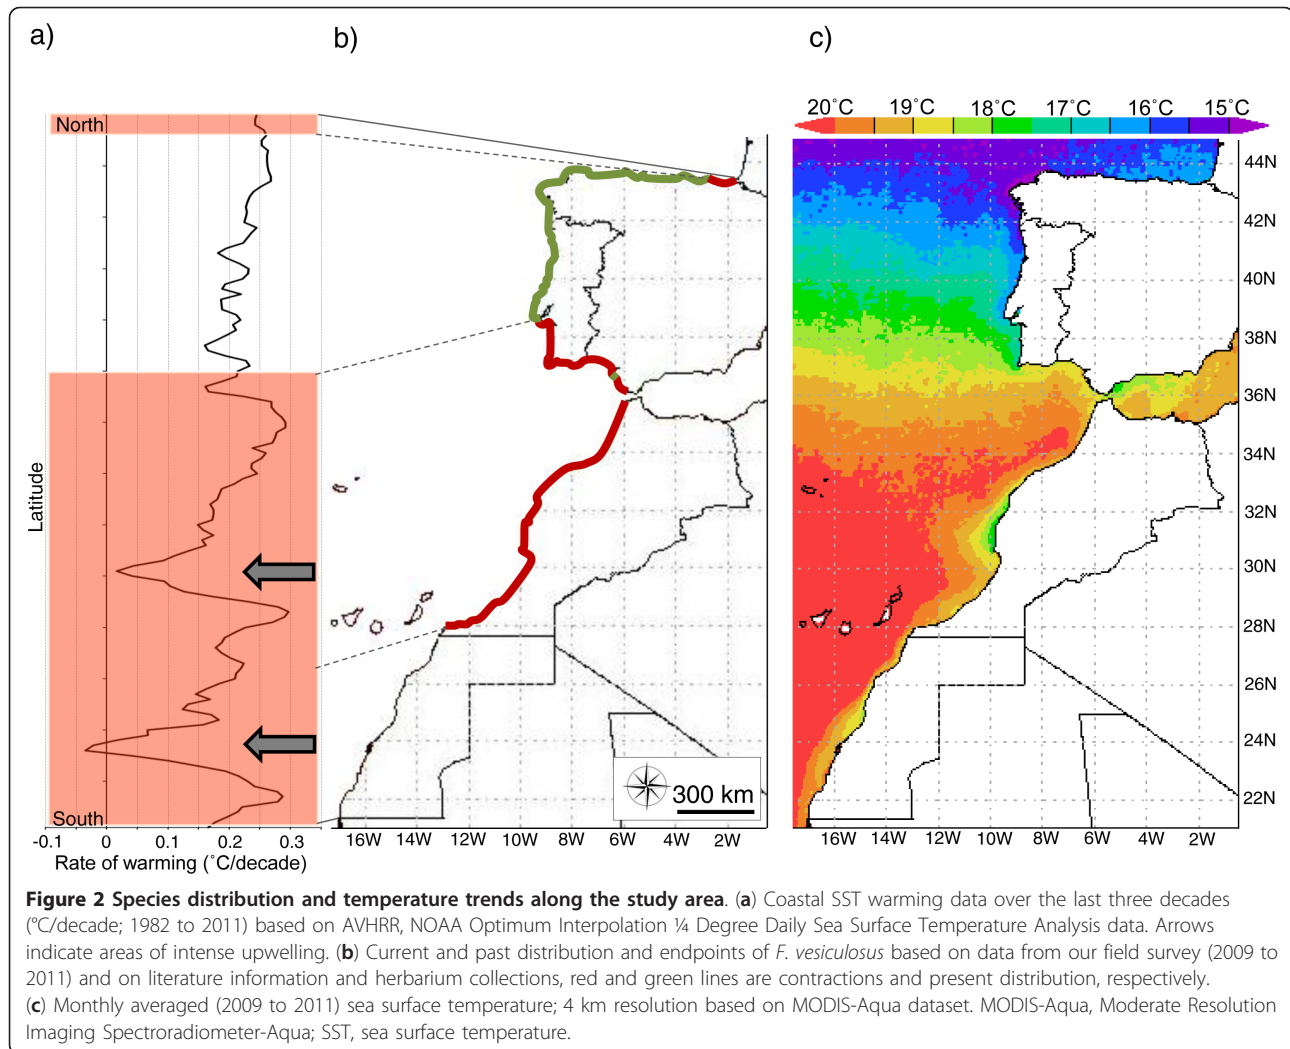 a)
b)
c)
20°C 19°C 18°C 17°C 16°C 15°C
North
44N
42N
40N
38N
36N
34N
32N
30N
28N
26N
24N
22N
Latitude
South
300 km
-0.1 0 0.1 0.2 0.3
Rate of warming (˚C/decade)
16W 14W 12W 10W 8W 6W 4W 2W
16W 14W 12W 10W 8W 6W 4W 2W
Figure 2 Species distribution and temperature trends along the study area. (a) Coastal SST warming data over the last three decades
(°C/decade; 1982 to 2011) based on AVHRR, NOAA Optimum Interpolation ¼ Degree Daily Sea Surface Temperature Analysis data. Arrows
indicate areas of intense upwelling. (b) Current and past distribution and endpoints of F. vesiculosus based on data from our field survey (2009 to
2011) and on literature information and herbarium collections, red and green lines are contractions and present distribution, respectively.
(c) Monthly averaged (2009 to 2011) sea surface temperature; 4 km resolution based on MODIS-Aqua dataset. MODIS-Aqua, Moderate Resolution
Imaging Spectroradiometer-Aqua; SST, sea surface temperature.